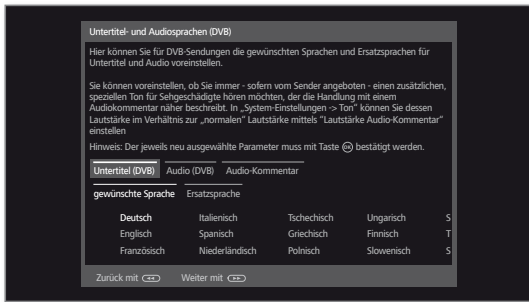 Untertitel- und Audiosprachen (DVB)
Hier können Sie für DVB-Sendungen die gewünschten Sprachen und Ersatzsprachen für
Untertitel und Audio voreinstellen.
Sie können voreinstellen, ob Sie immer - sofern vom Sender angeboten - einen zusätzlichen,
speziellen Ton für Sehgeschädigte hören möchten, der die Handlung mit einem
Audiokommentar näher beschreibt. In „System-Einstellungen -> Ton“ können Sie dessen
Lautstärke im Verhältnis zur „normalen“ Lautstärke mittels “Lautstärke Audio-Kommentar“
einstellen
Hinweis: Der jeweils neu ausgewählte Parameter muss mit Taste OK bestätigt werden.
Untertitel (DVB) Audio (DVB) Audio-Kommentar
gewünschte Sprache Ersatzsprache
Deutsch Italienisch Tschechisch Ungarisch S
Englisch Spanisch Griechisch Finnisch T
Französisch Niederländisch Polnisch Slowenisch S
Zurück mit Weiter mit